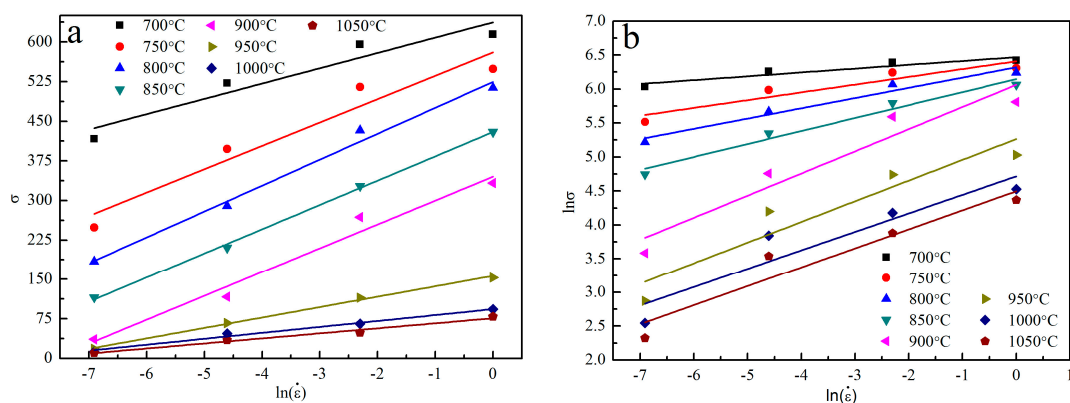 a
700°C 900°C 1050°C
750°C 950°C
800°C 1000°C
850°C
600
525
450
375
300
225
150
75
0
σ
-7 -6 -5 -4 -3 -2 -1 0
ln(ε̇)
b
7.0
6.5
6.0
5.5
5.0
4.5
4.0
3.5
3.0
2.5
2.0
lnσ
700°C
750°C
800°C 950°C
850°C 1000°C
900°C 1050°C
-7 -6 -5 -4 -3 -2 -1 0 1
ln(ε̇)